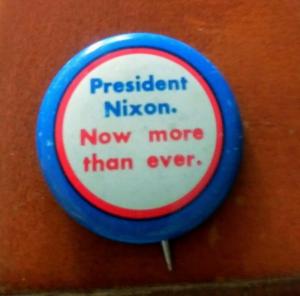 President
Nixon.
Now more
than ever.